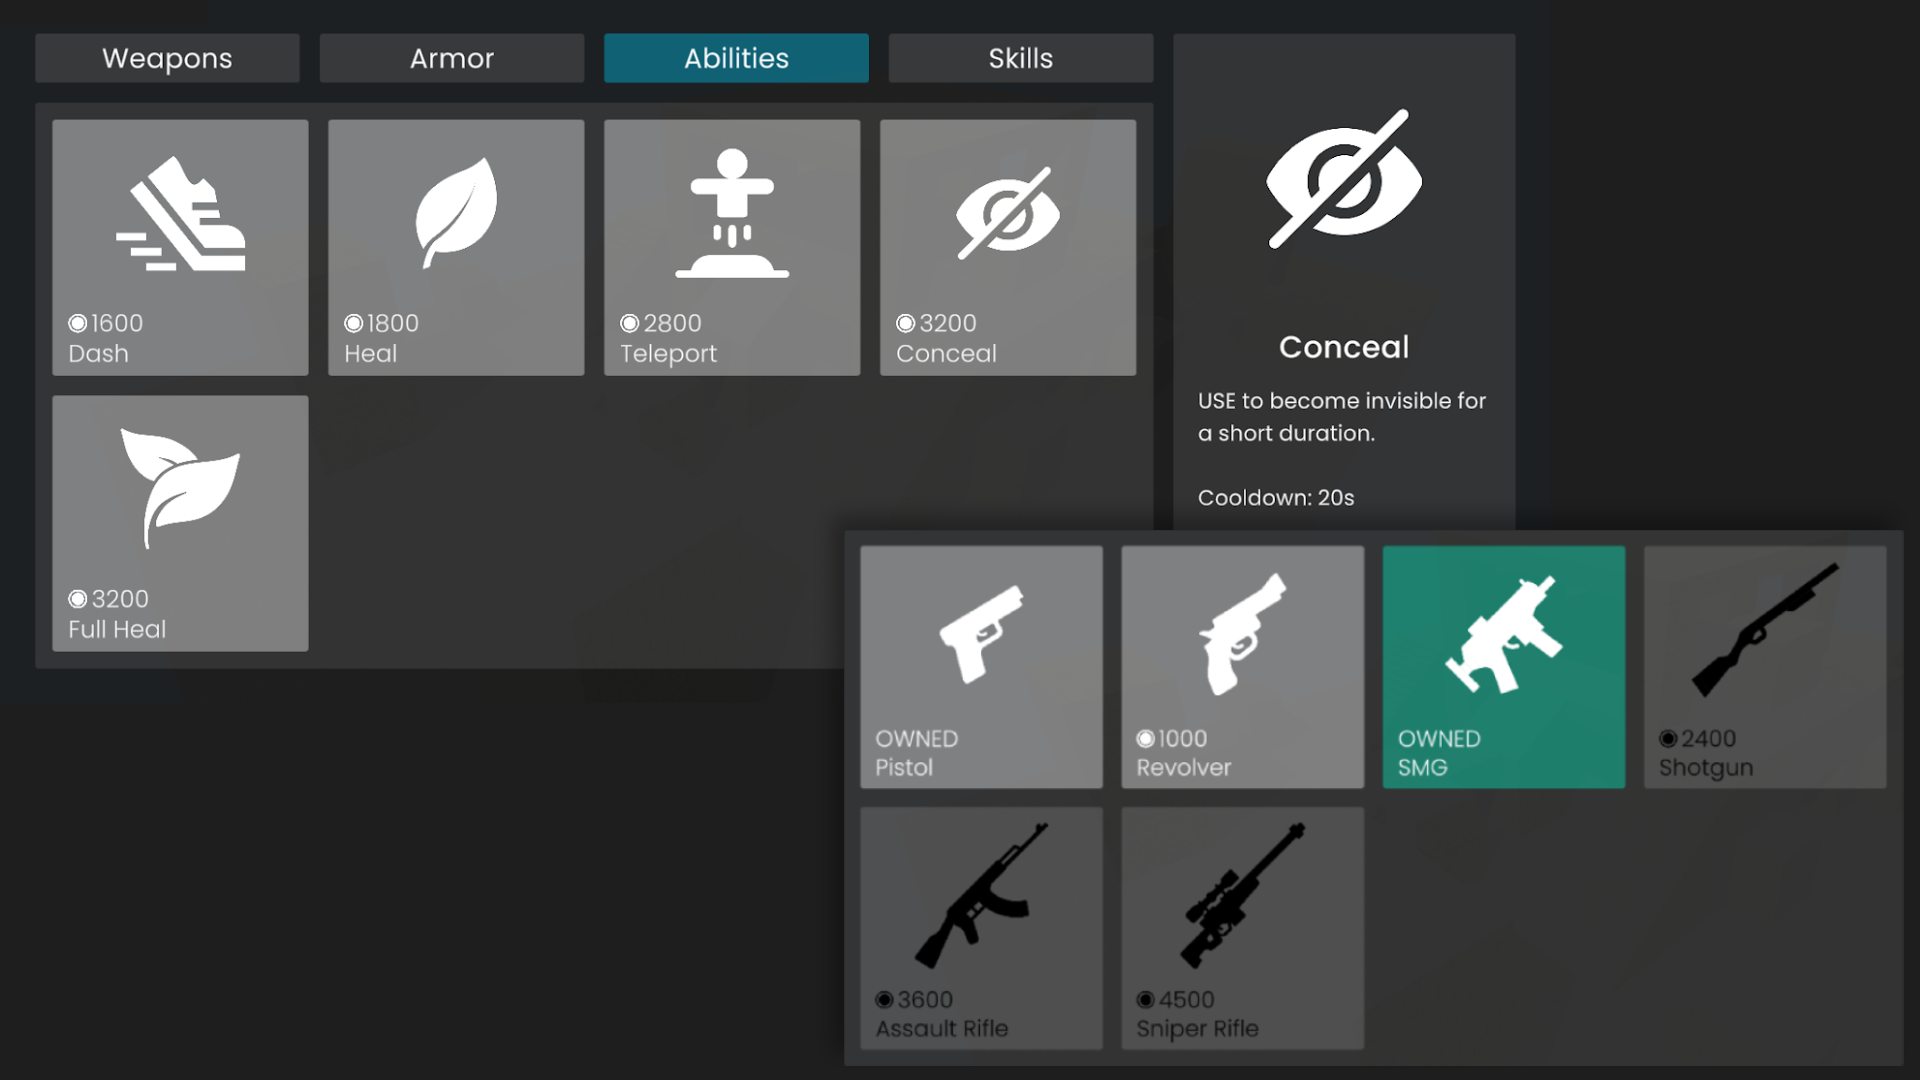 Weapons
Armor
Abilities
Skills
1600
Dash
1800
Heal
2800
Teleport
3200
Conceal
3200
Full Heal
Conceal
USE to become invisible for
a short duration.
Cooldown: 20s
OWNED
Pistol
1000
Revolver
OWNED
SMG
2400
Shotgun
3600
Assault Rifle
4500
Sniper Rifle